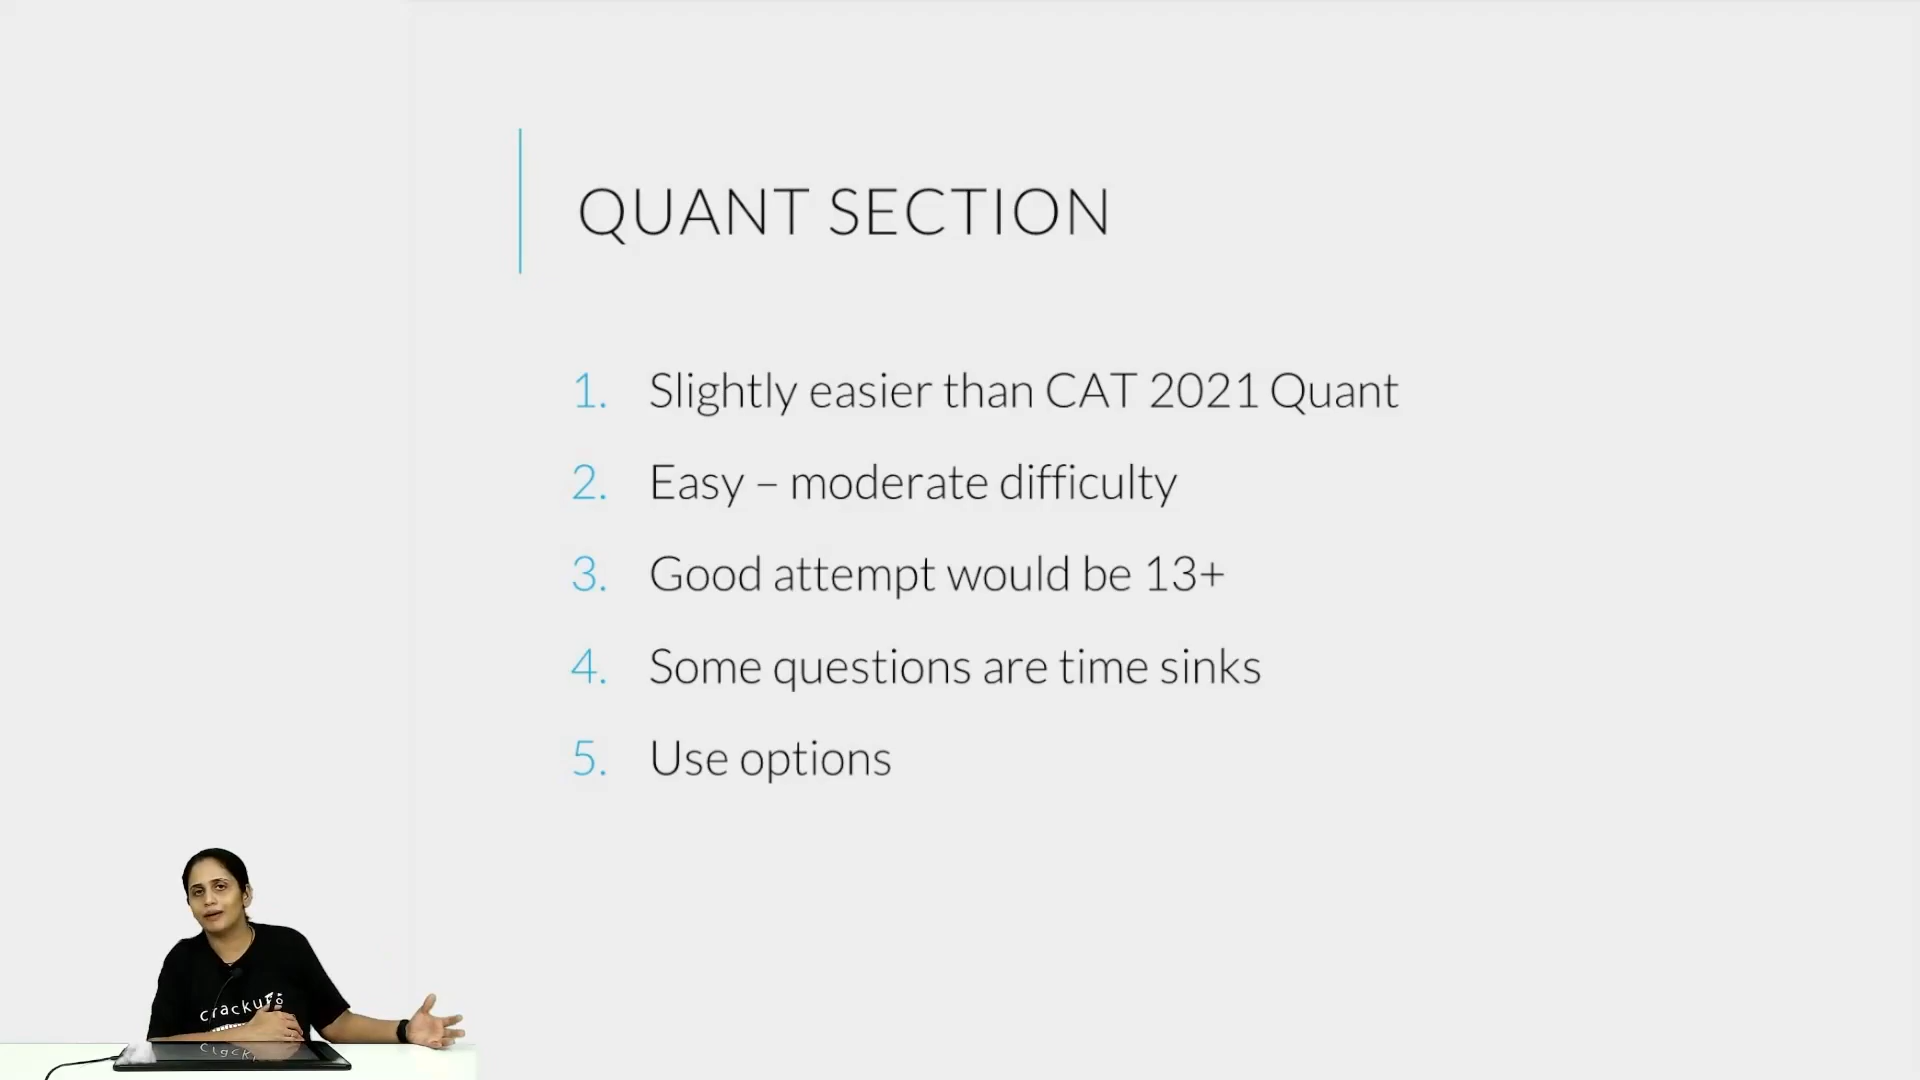 QUANT SECTION
1. Slightly easier than CAT 2021 Quant
2. Easy – moderate difficulty
3. Good attempt would be 13+
4. Some questions are time sinks
5. Use options